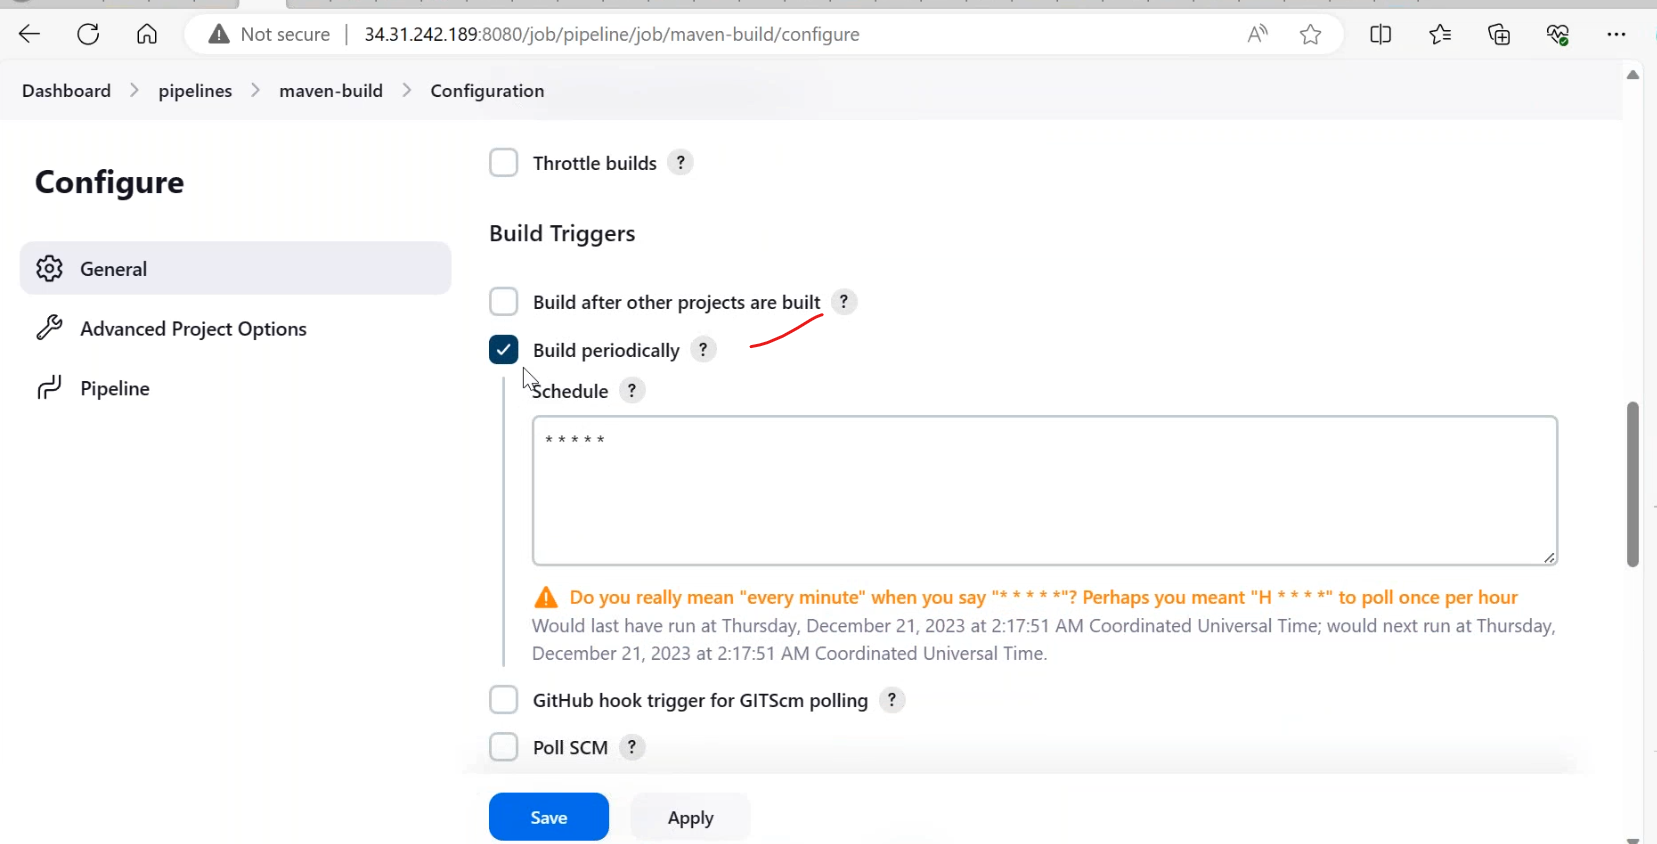 Not secure | 34.31.242.189:8080/job/pipeline/job/maven-build/configure
Dashboard > pipelines > maven-build > Configuration
Configure
General
Advanced Project Options
Pipeline
Throttle builds ?
Build Triggers
Build after other projects are built ?
Build periodically ?
Schedule ?
* * * * *
Do you really mean "every minute" when you say "* * * * *"? Perhaps you meant "H * * * *" to poll once per hour
Would last have run at Thursday, December 21, 2023 at 2:17:51 AM Coordinated Universal Time; would next run at Thursday,
December 21, 2023 at 2:17:51 AM Coordinated Universal Time.
GitHub hook trigger for GITScm polling ?
Poll SCM ?
Save
Apply